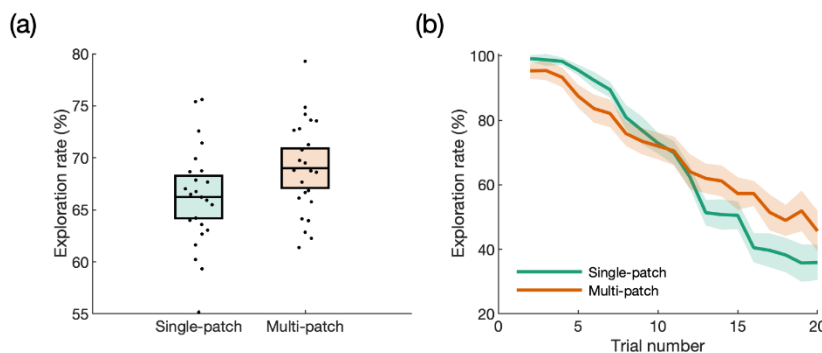 (a)
80
75
70
65
60
55
Exploration rate (%)
Single-patch
Multi-patch
(b)
100
80
60
40
20
Exploration rate (%)
Single-patch
Multi-patch
0
5
10
15
20
Trial number